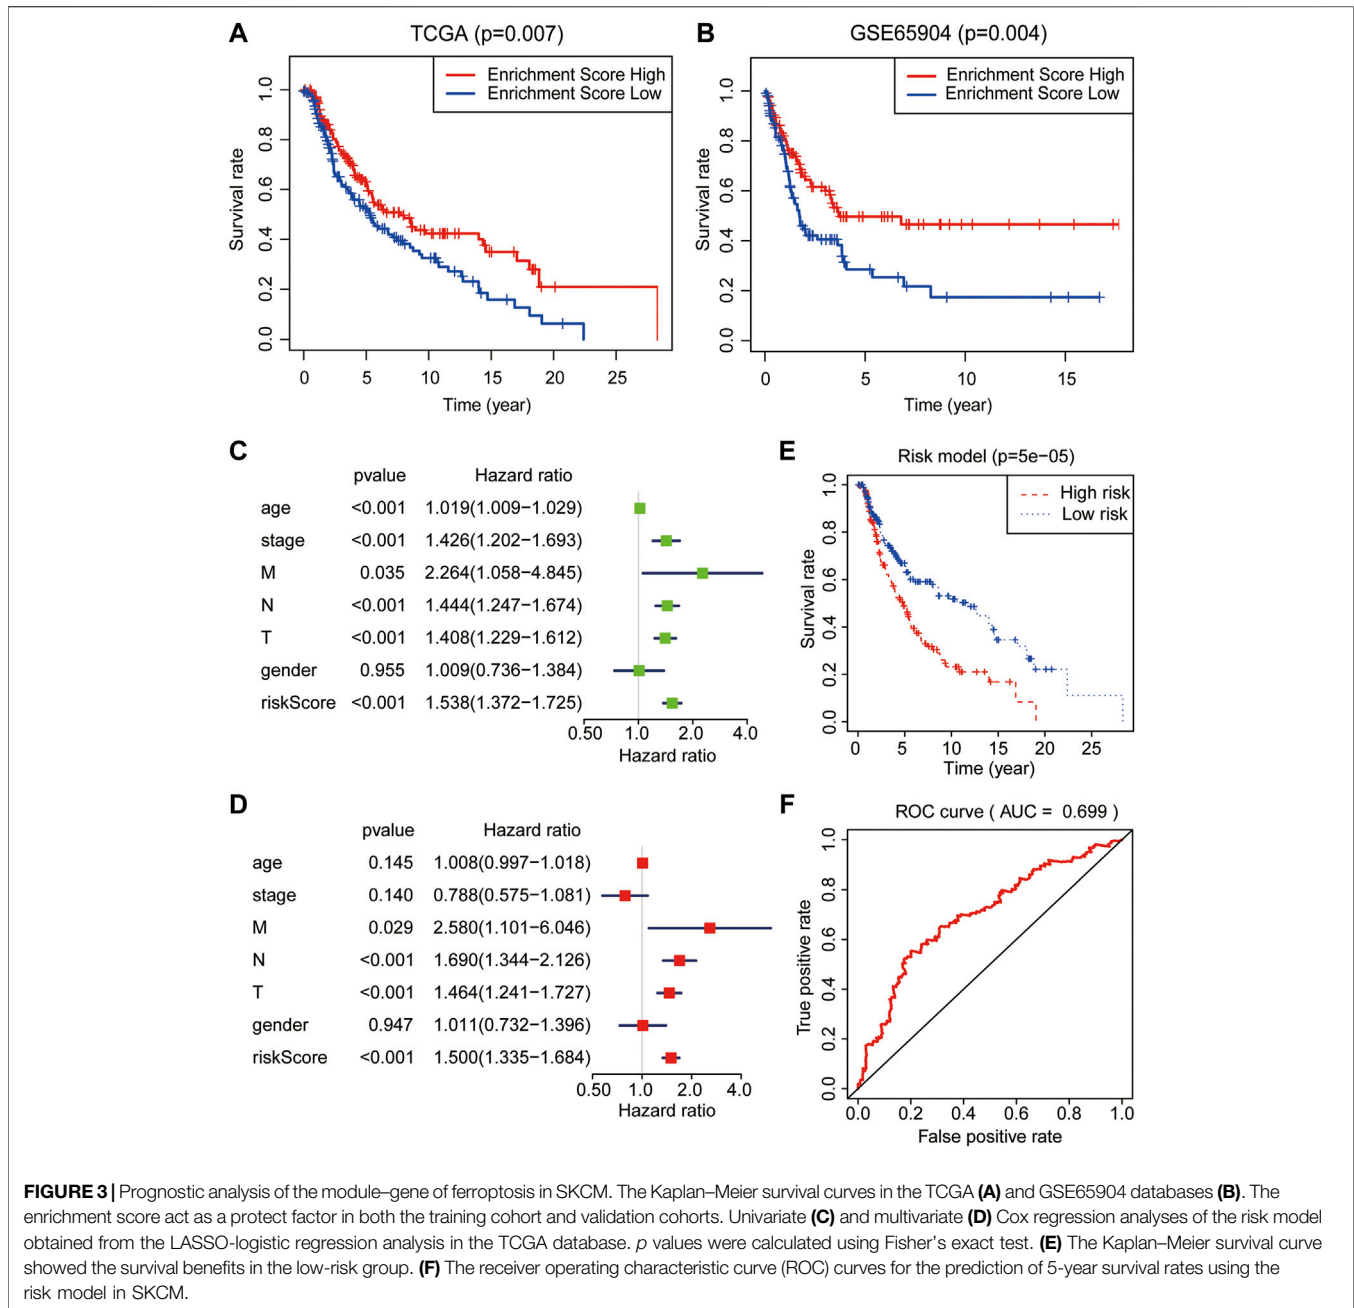 A
TCGA (p=0.007)
Enrichment Score High
Enrichment Score Low
Survival rate
1.0
0.8
0.6
0.4
0.2
0.0
0 5 10 15 20 25
Time (year)
B
GSE65904 (p=0.004)
Enrichment Score High
Enrichment Score Low
Survival rate
1.0
0.8
0.6
0.4
0.2
0.0
0 5 10 15
Time (year)
C
pvalue Hazard ratio
age <0.001 1.019(1.009−1.029)
stage <0.001 1.426(1.202−1.693)
M 0.035 2.264(1.058−4.845)
N <0.001 1.444(1.247−1.674)
T <0.001 1.408(1.229−1.612)
gender 0.955 1.009(0.736−1.384)
riskScore <0.001 1.538(1.372−1.725)
0.50 1.0 2.0 4.0
Hazard ratio
E
Risk model (p=5e−05)
High risk
Low risk
Survival rate
1.0
0.8
0.6
0.4
0.2
0.0
0 5 10 15 20 25
Time (year)
D
pvalue Hazard ratio
age 0.145 1.008(0.997−1.018)
stage 0.140 0.788(0.575−1.081)
M 0.029 2.580(1.101−6.046)
N <0.001 1.690(1.344−2.126)
T <0.001 1.464(1.241−1.727)
gender 0.947 1.011(0.732−1.396)
riskScore <0.001 1.500(1.335−1.684)
0.50 1.0 2.0 4.0
Hazard ratio
F
ROC curve ( AUC = 0.699 )
True positive rate
1.0
0.8
0.6
0.4
0.2
0.0
0.0 0.2 0.4 0.6 0.8 1.0
False positive rate
FIGURE 3 | Prognostic analysis of the module–gene of ferroptosis in SKCM. The Kaplan–Meier survival curves in the TCGA (A) and GSE65904 databases (B). The
enrichment score act as a protect factor in both the training cohort and validation cohorts. Univariate (C) and multivariate (D) Cox regression analyses of the risk model
obtained from the LASSO-logistic regression analysis in the TCGA database. p values were calculated using Fisher's exact test. (E) The Kaplan–Meier survival curve
showed the survival benefits in the low-risk group. (F) The receiver operating characteristic curve (ROC) curves for the prediction of 5-year survival rates using the
risk model in SKCM.